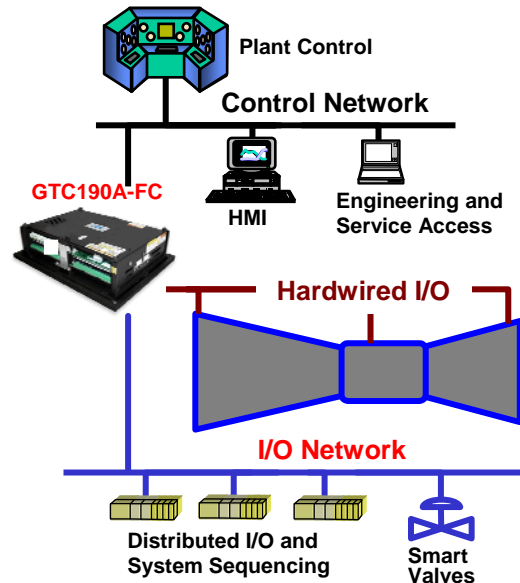 Plant Control
Control Network
GTC190A-FC
HMI
Engineering and
Service Access
Hardwired I/O
I/O Network
Distributed I/O and
System Sequencing
Smart
Valves